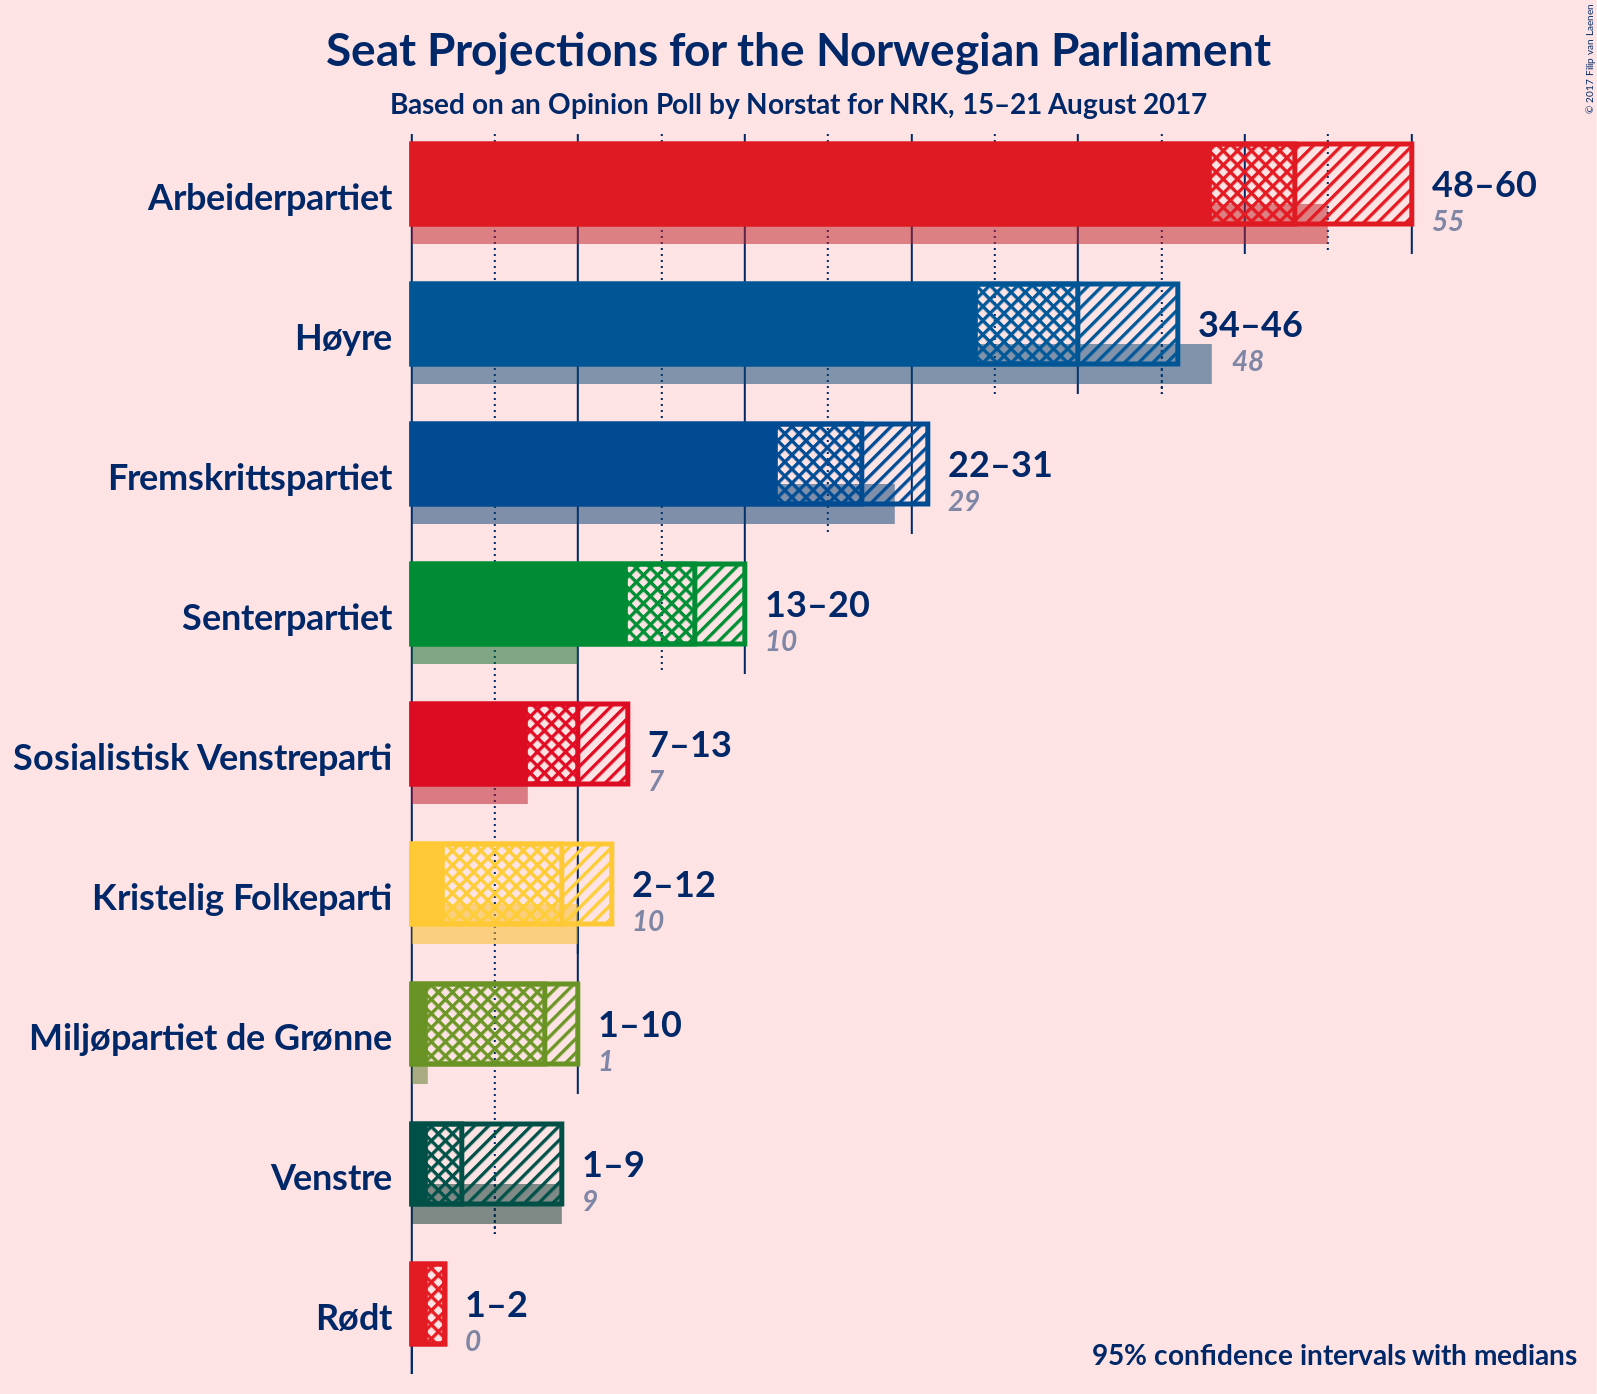 Seat Projections for the Norwegian Parliament
Based on an Opinion Poll by Norstat for NRK, 15–21 August 2017
© 2017 Filip van Laenen
Arbeiderpartiet
48–60
55
Høyre
34–46
48
Fremskrittspartiet
22–31
29
Senterpartiet
13–20
10
Sosialistisk Venstreparti
7–13
7
Kristelig Folkeparti
2–12
10
Miljøpartiet de Grønne
1–10
1
Venstre
1–9
9
Rødt
1–2
0
95% confidence intervals with medians